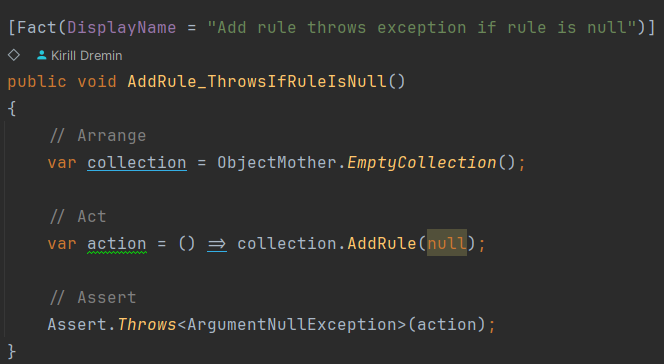 [Fact(DisplayName = "Add rule throws exception if rule is null")]
Kirill Dremin
public void AddRule_ThrowsIfRuleIsNull()
{
// Arrange
var collection = ObjectMother.EmptyCollection();
// Act
var action = () => collection.AddRule(null);
// Assert
Assert.Throws<ArgumentNullException>(action);
}